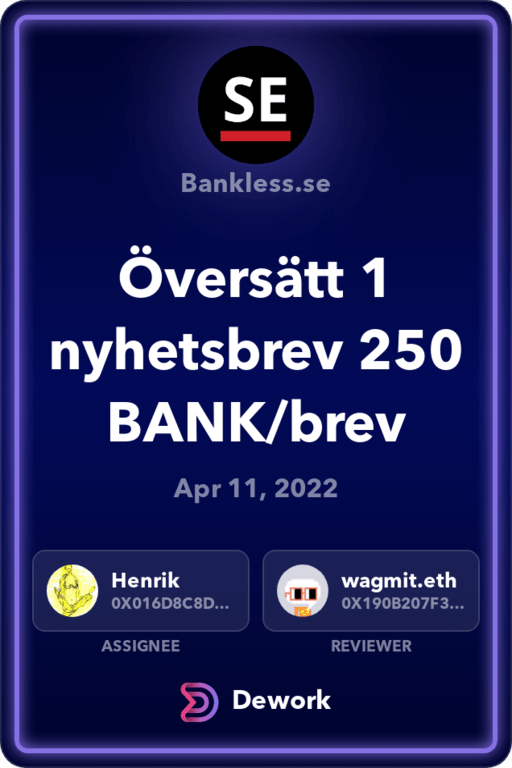 SE
Bankless.se
Översätt 1
nyhetsbrev 250
BANK/brev
Apr 11, 2022
Henrik
0X016D8C8D...
ASSIGNEE
wagmit.eth
0X190B207F3...
REVIEWER
Dework